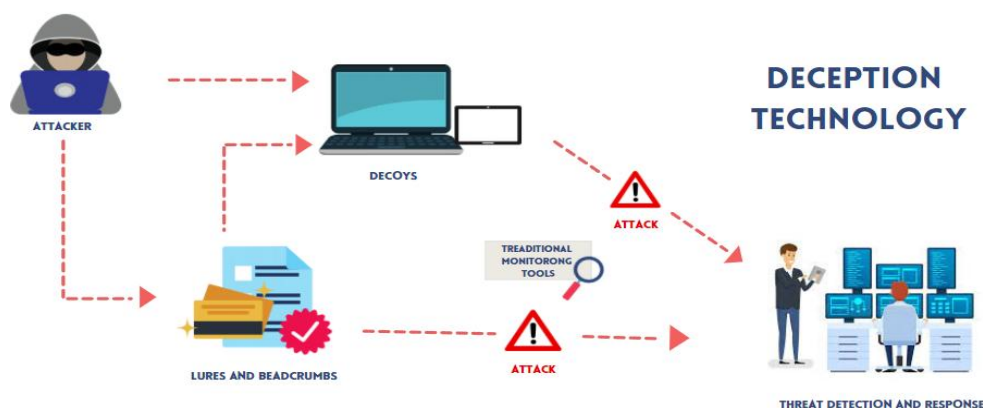 DECEPTION
TECHNOLOGY
ATTACKER
DECOYS
ATTACK
TREADITIONAL
MONITORONG
TOOLS
ATTACK
LURES AND BEADCRUMBS
THREAT DETECTION AND RESPONSE